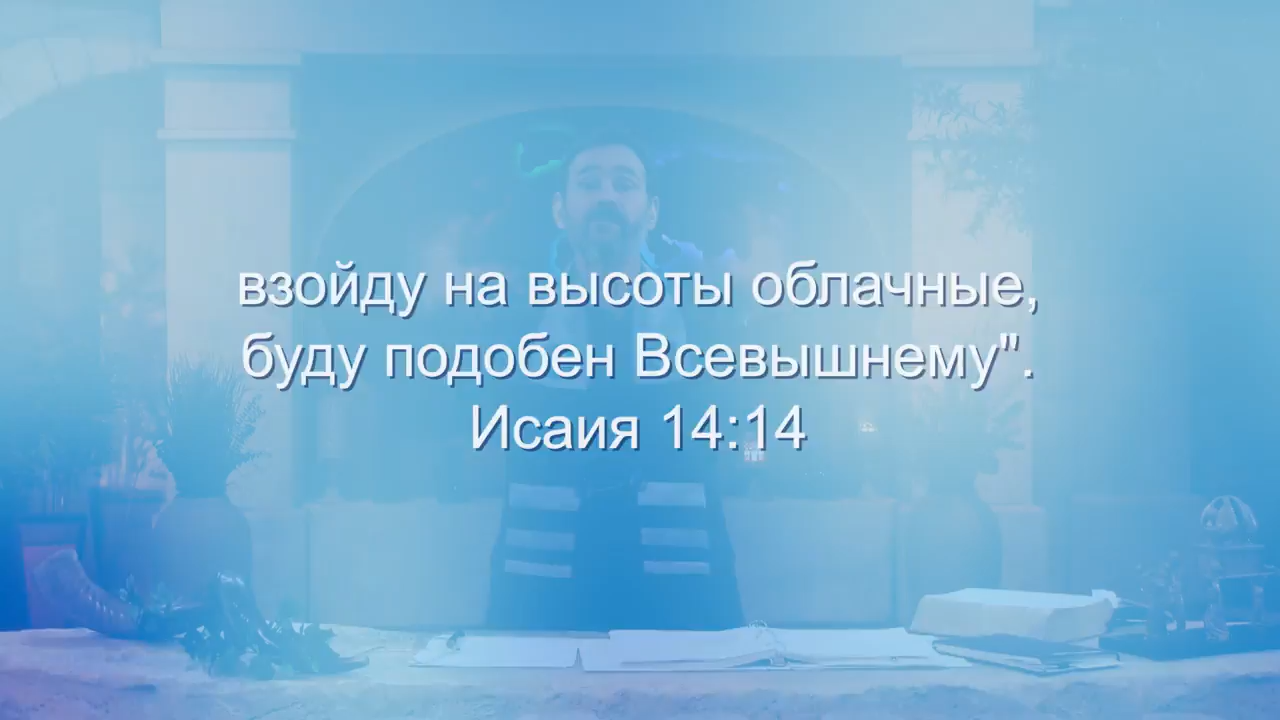 взойду на высоты облачные,
буду подобен Всевышнему".
Исаия 14:14